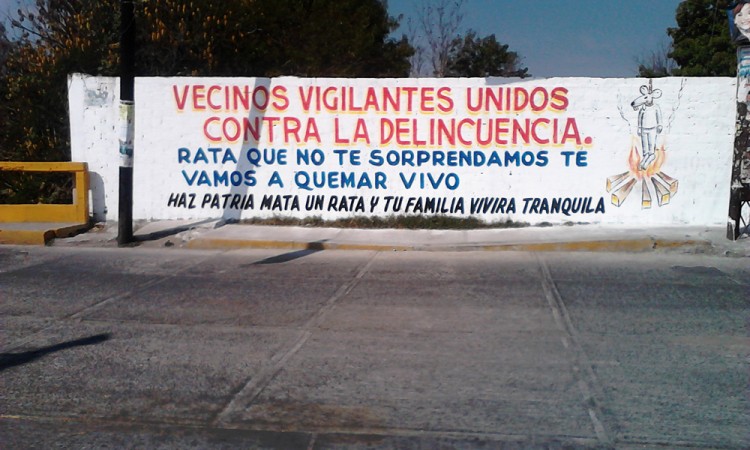 VECINOS VIGILANTES UNIDOS
CONTRA LA DELINCUENCIA.
RATA QUE NO TE SORPRENDAMOS TE
VAMOS A QUEMAR VIVO
HAZ PATRIA MATA UN RATA Y TU FAMILIA VIVIRA TRANQUILA